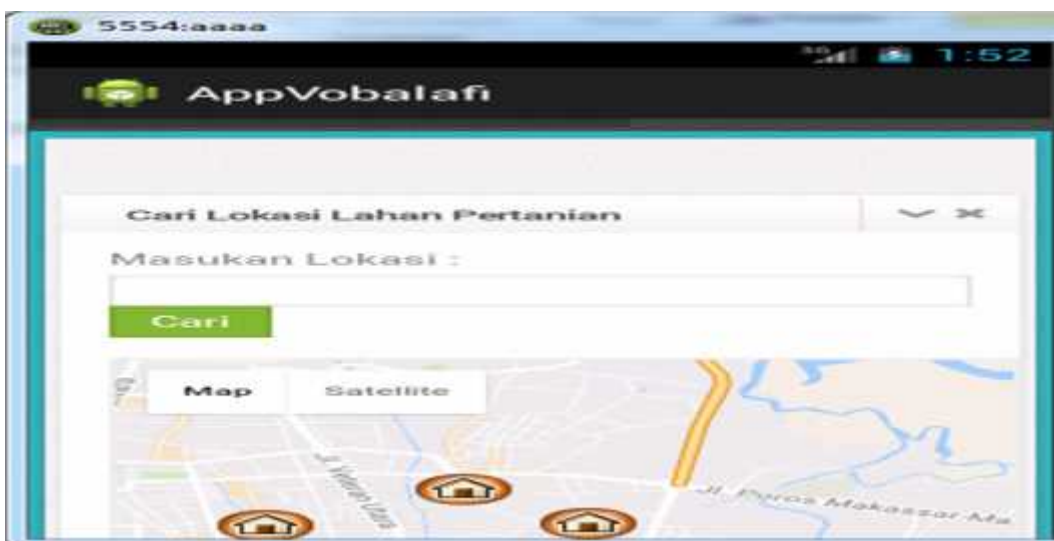 5554:aaaa
3G 1:52
AppVobalafi
Cari Lokasi Lahan Pertanian
Masukan Lokasi :
Cari
Map Satellite
Jl. Veteran Utara
Jl. Poros Makassar-Ma